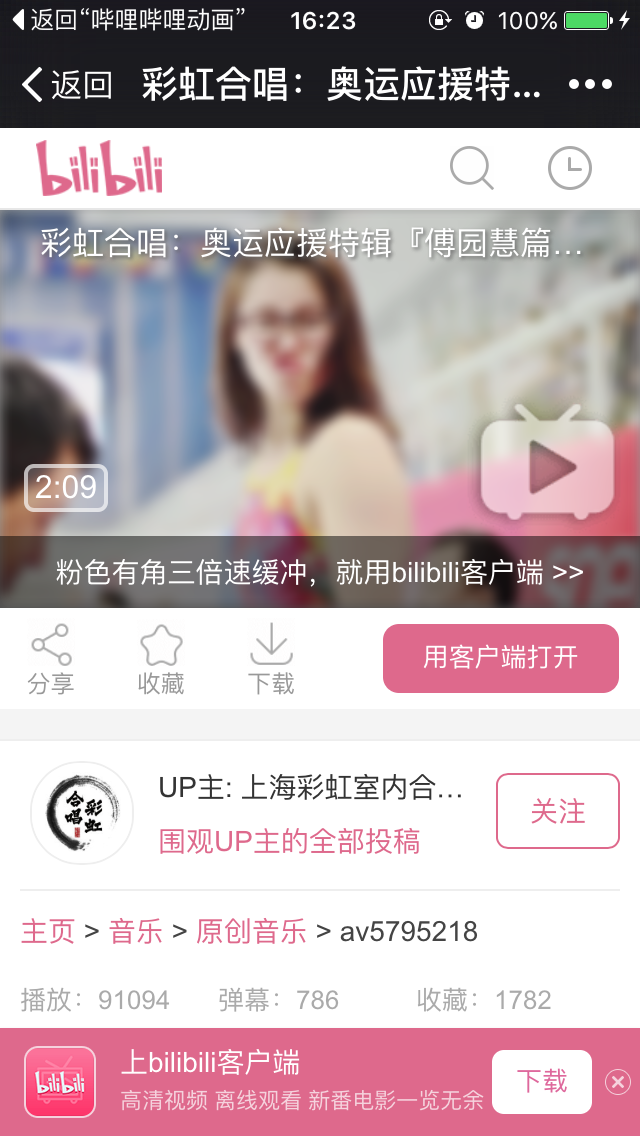 返回“哔哩哔哩动画” 16:23 100%
返回 彩虹合唱：奥运应援特...
bilibili
彩虹合唱：奥运应援特辑『傅园慧篇...
2:09
粉色有角三倍速缓冲，就用bilibili客户端 >>
分享 收藏 下载 用客户端打开
彩虹合唱
UP主: 上海彩虹室内合... 关注
围观UP主的全部投稿
主页 > 音乐 > 原创音乐 > av5795218
播放：91094 弹幕：786 收藏：1782
bilibili
上bilibili客户端 下载
高清视频 离线观看 新番电影一览无余